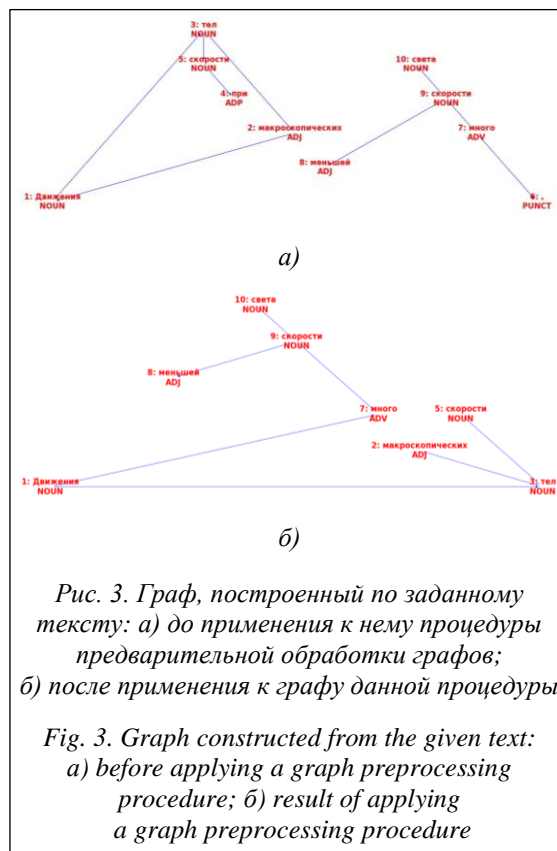 3: тел
NOUN
5: скорости
NOUN
4: при
ADP
2: макроскопических
ADJ
1: Движения
NOUN
10: света
NOUN
9: скорости
NOUN
7: много
ADV
8: меньшей
ADJ
6: ,
PUNCT
а)
10: света
NOUN
9: скорости
NOUN
8: меньшей
ADJ
7: много
ADV
5: скорости
NOUN
2: макроскопических
ADJ
1: Движения
NOUN
3: тел
NOUN
б)
Рис. 3. Граф, построенный по заданному
тексту: а) до применения к нему процедуры
предварительной обработки графов;
б) после применения к графу данной процедуры
Fig. 3. Graph constructed from the given text:
a) before applying a graph preprocessing
procedure; б) result of applying
a graph preprocessing procedure